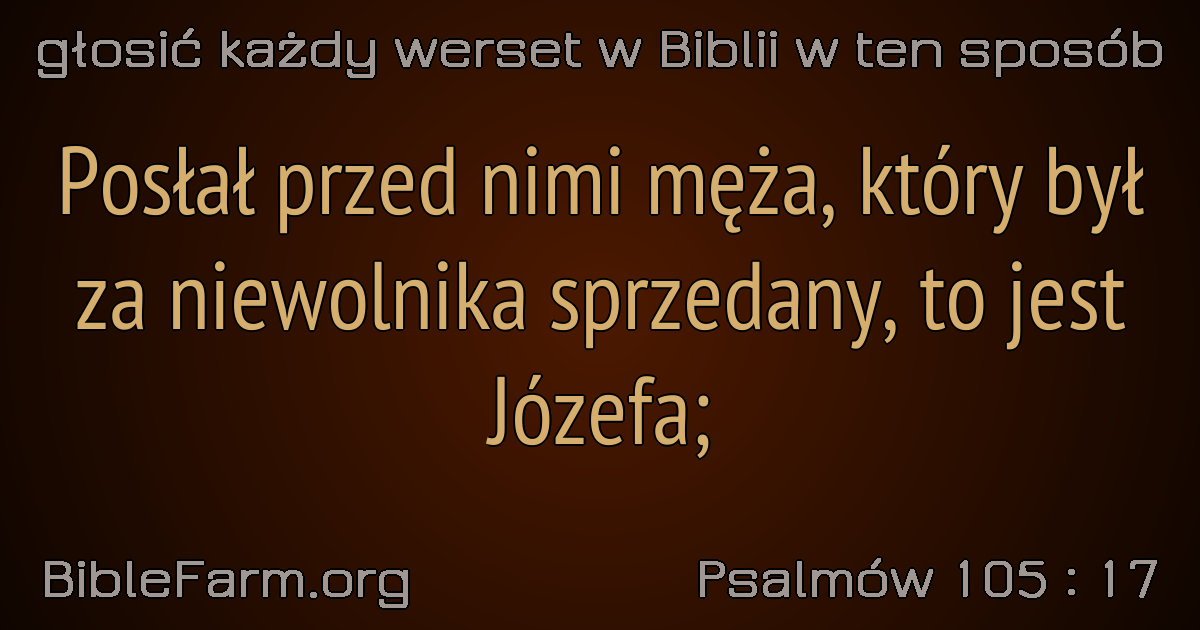 głosić każdy werset w Biblii w ten sposób
Posłał przed nimi męża, który był
za niewolnika sprzedany, to jest
Józefa;
BibleFarm.org
Psalmów 105 : 17